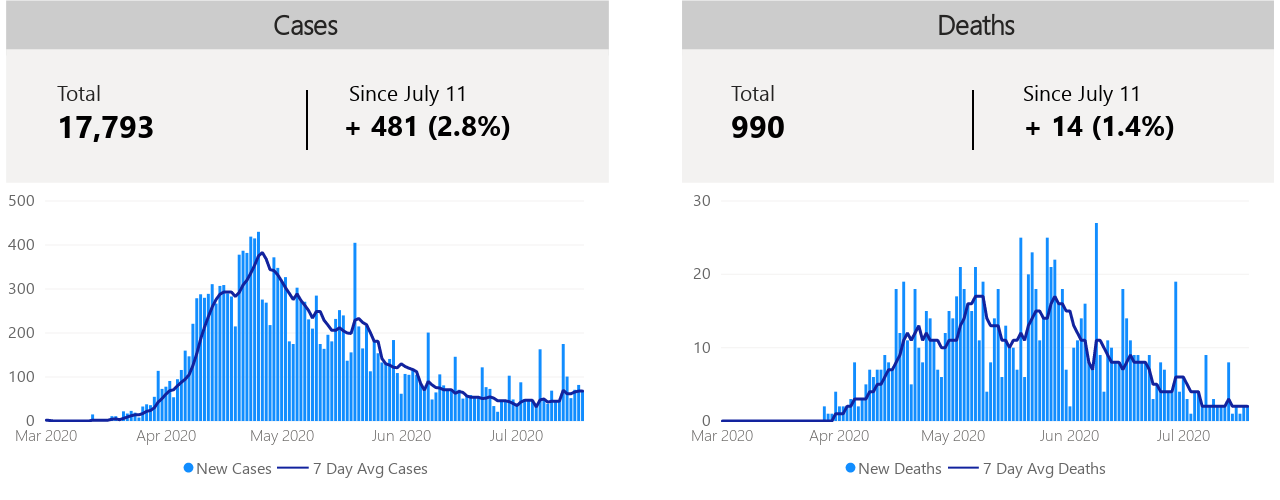 Cases
Total
17,793
Since July 11
+ 481 (2.8%)
500
400
300
200
100
0
Mar 2020 Apr 2020 May 2020 Jun 2020 Jul 2020
New Cases 7 Day Avg Cases
Deaths
Total
990
Since July 11
+ 14 (1.4%)
30
20
10
0
Mar 2020 Apr 2020 May 2020 Jun 2020 Jul 2020
New Deaths 7 Day Avg Deaths